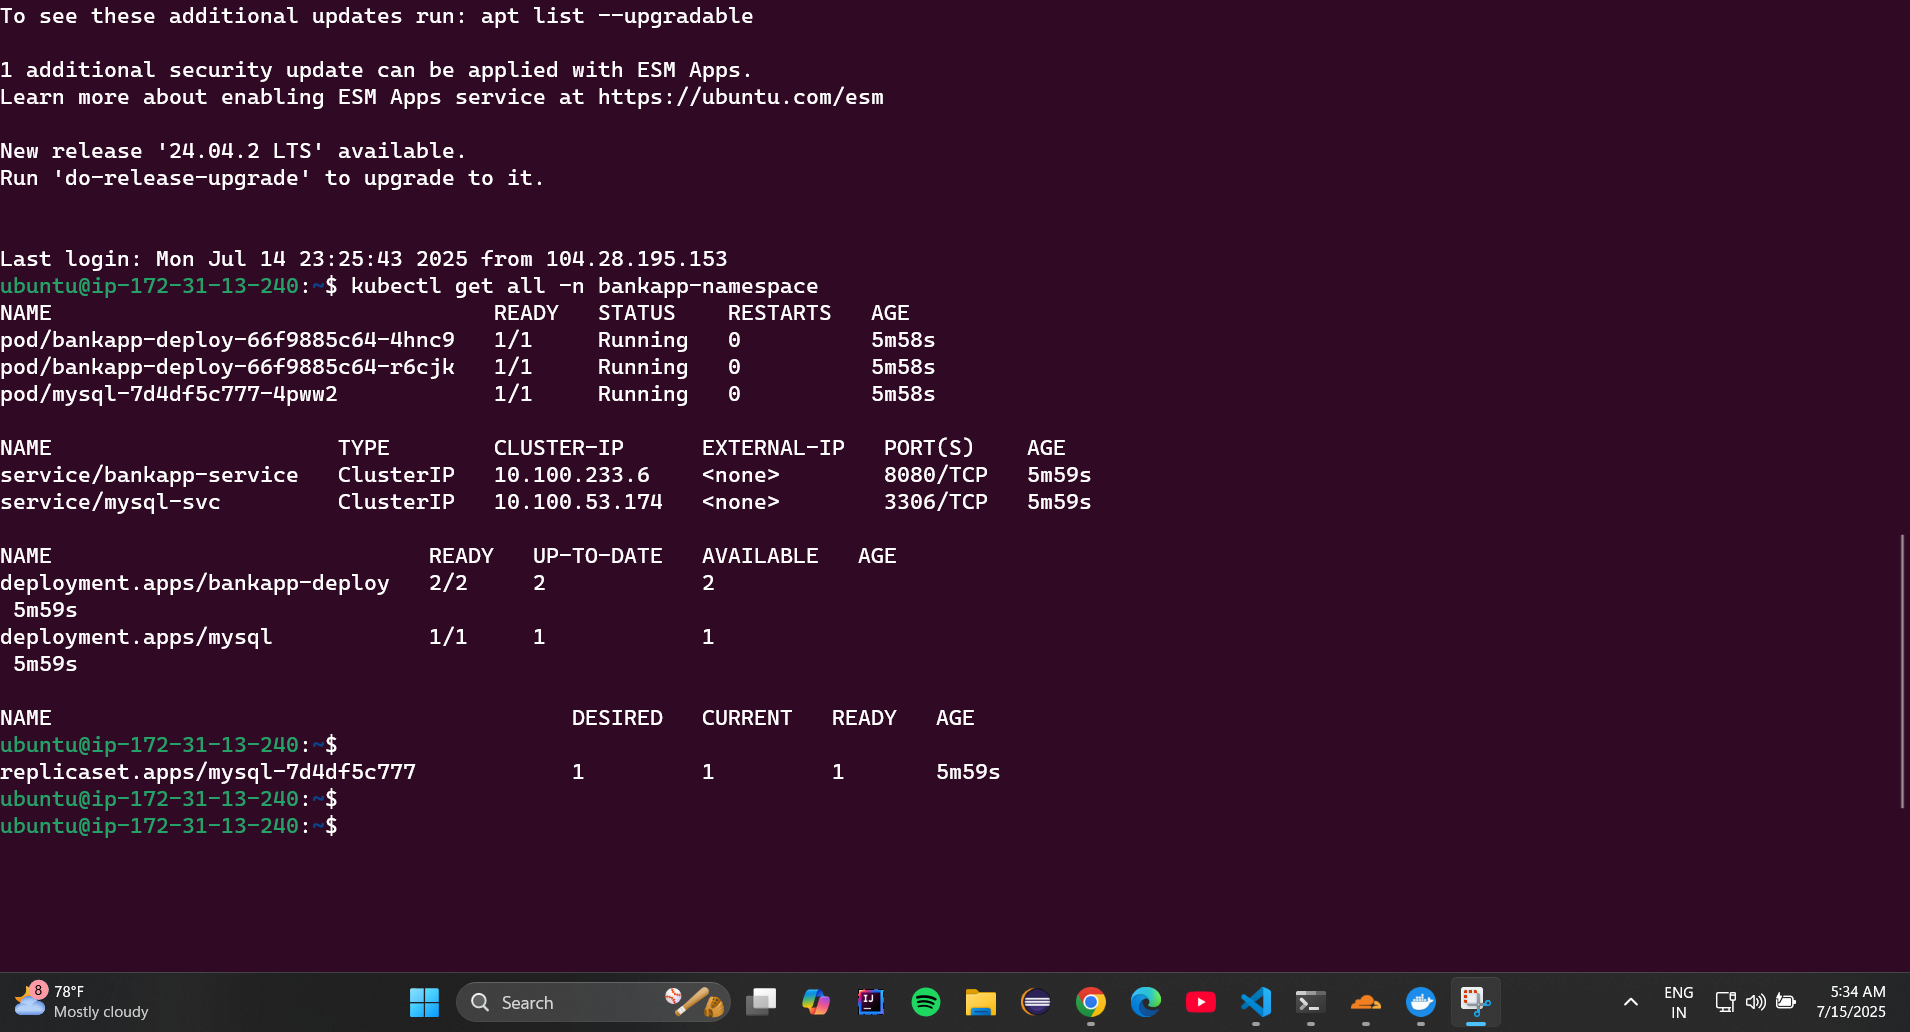 To see these additional updates run: apt list --upgradable
1 additional security update can be applied with ESM Apps.
Learn more about enabling ESM Apps service at https://ubuntu.com/esm
New release '24.04.2 LTS' available.
Run 'do-release-upgrade' to upgrade to it.
Last login: Mon Jul 14 23:25:43 2025 from 104.28.195.153
ubuntu@ip-172-31-13-240:~$ kubectl get all -n bankapp-namespace
NAME READY STATUS RESTARTS AGE
pod/bankapp-deploy-66f9885c64-4hnc9 1/1 Running 0 5m58s
pod/bankapp-deploy-66f9885c64-r6cjk 1/1 Running 0 5m58s
pod/mysql-7d4df5c777-4pww2 1/1 Running 0 5m58s
NAME TYPE CLUSTER-IP EXTERNAL-IP PORT(S) AGE
service/bankapp-service ClusterIP 10.100.233.6 <none> 8080/TCP 5m59s
service/mysql-svc ClusterIP 10.100.53.174 <none> 3306/TCP 5m59s
NAME READY UP-TO-DATE AVAILABLE AGE
deployment.apps/bankapp-deploy 2/2 2 2
5m59s
deployment.apps/mysql 1/1 1 1
5m59s
NAME DESIRED CURRENT READY AGE
ubuntu@ip-172-31-13-240:~$
replicaset.apps/mysql-7d4df5c777 1 1 1 5m59s
ubuntu@ip-172-31-13-240:~$
ubuntu@ip-172-31-13-240:~$
8
78°F
Mostly cloudy
Search
IJ
ENG
IN
5:34 AM
7/15/2025